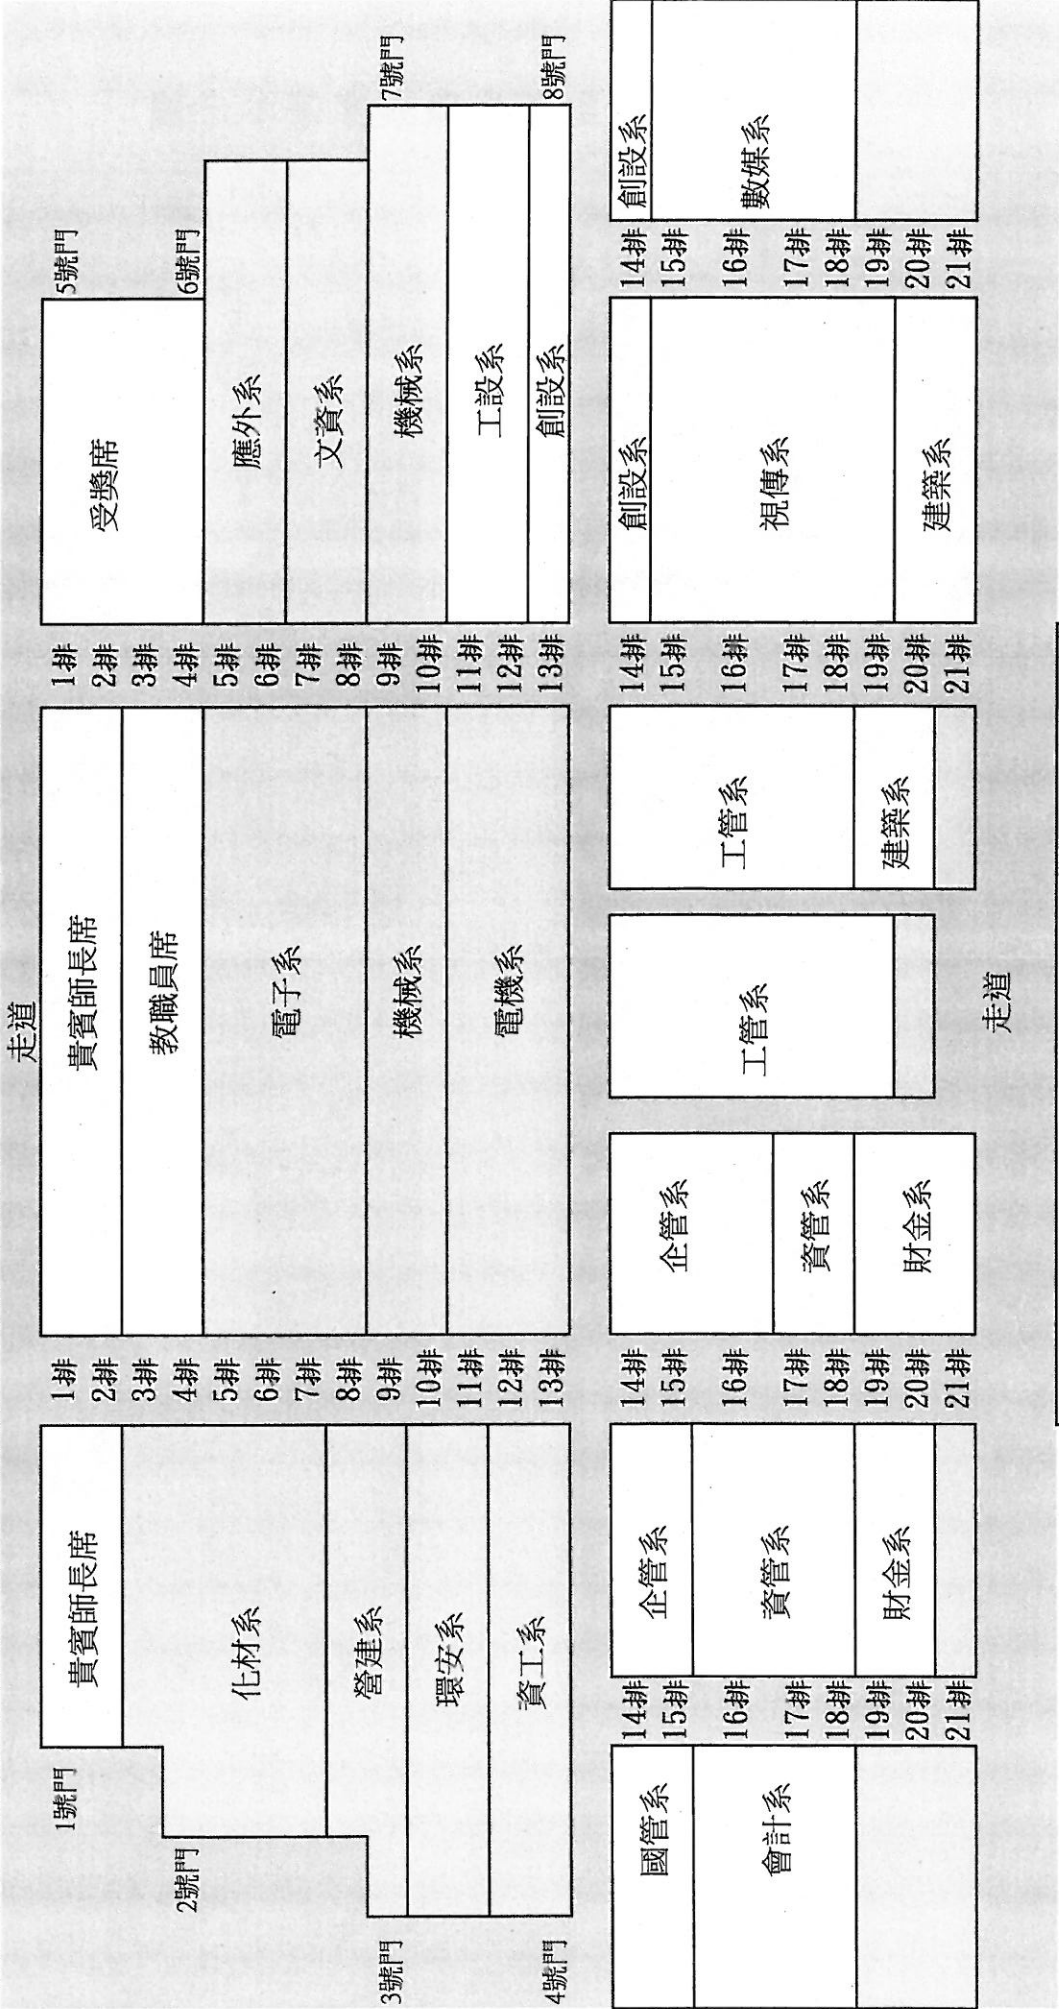 走道
1號門
1排
1排
5號門
貴賓師長席
貴賓師長席
受獎席
2排
2排
3排
3排
教職員席
2號門
4排
4排
6號門
5排
5排
化材系
應外系
6排
6排
電子系
7排
7排
文資系
8排
8排
營建系
3號門
9排
9排
7號門
機械系
機械系
10排
10排
環安系
11排
11排
工設系
電機系
12排
12排
資工系
4號門
13排
13排
創設系
8號門
14排
14排
14排
14排
創設系
創設系
國管系
企管系
企管系
15排
15排
15排
15排
16排
16排
16排
16排
工管系
工管系
會計系
資管系
視傳系
數媒系
17排
17排
17排
17排
資管系
18排
18排
18排
18排
19排
19排
19排
19排
財金系
財金系
建築系
建築系
20排
20排
20排
20排
21排
21排
21排
21排
走道